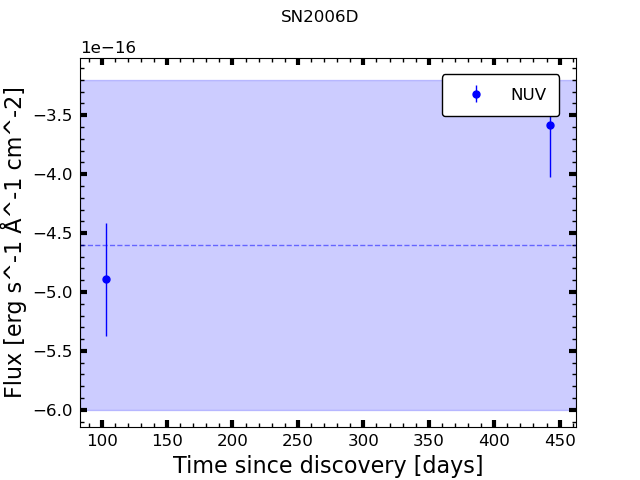 SN2006D
1e−16
NUV
−3.5
−4.0
−4.5
−5.0
−5.5
−6.0
Flux [erg s^-1 Å^-1 cm^-2]
100 150 200 250 300 350 400 450
Time since discovery [days]